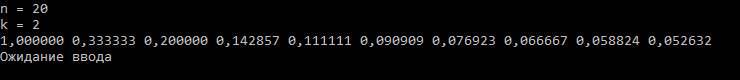 n = 20
k = 2
1,000000 0,333333 0,200000 0,142857 0,111111 0,090909 0,076923 0,066667 0,058824 0,052632
Ожидание ввода